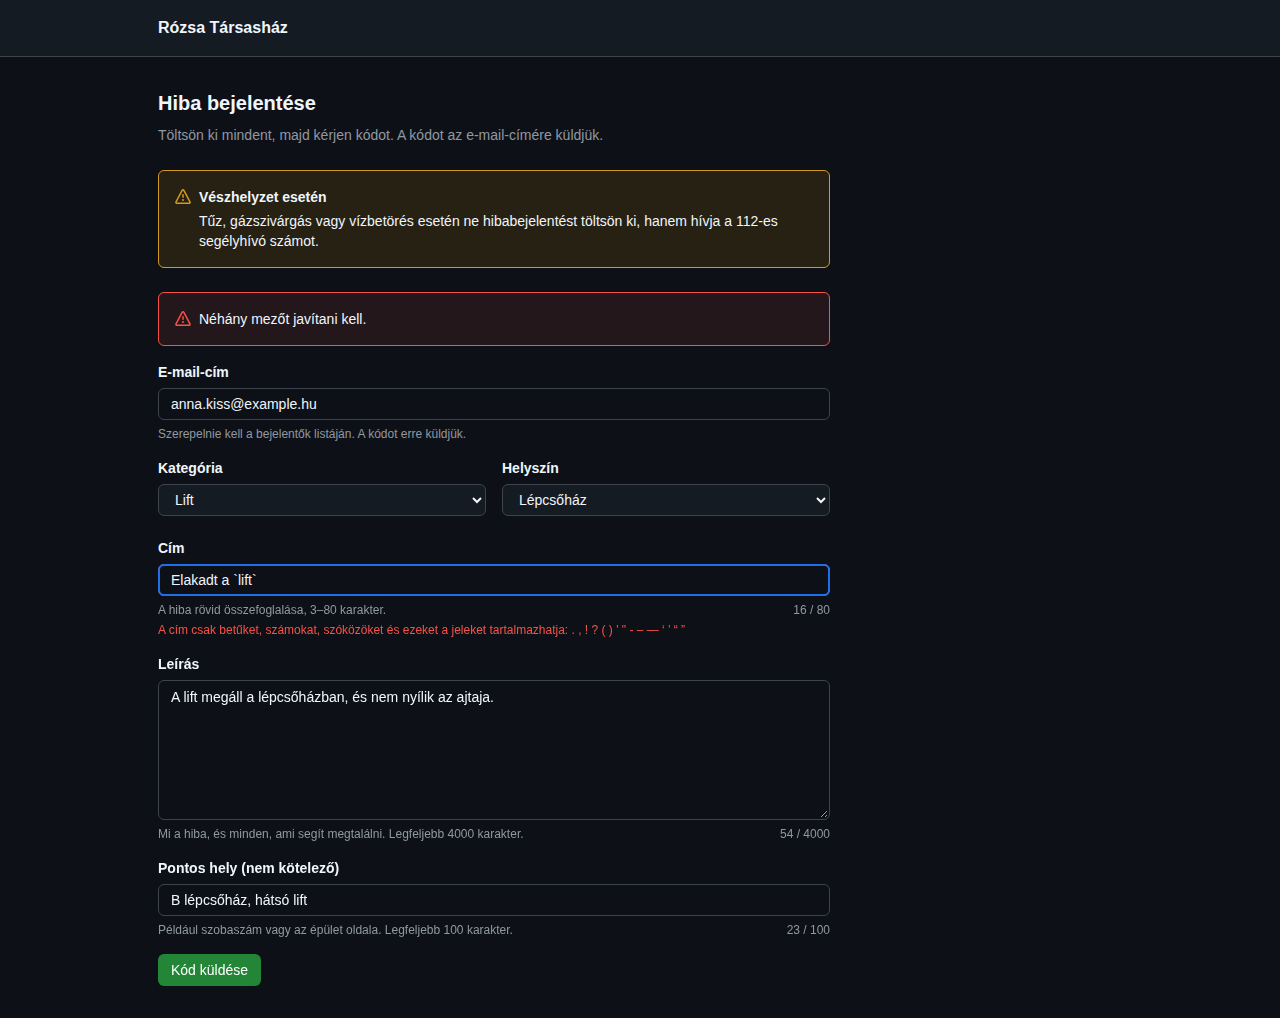 Rózsa Társasház
Hiba bejelentése
Töltsön ki mindent, majd kérjen kódot. A kódot az e-mail-címére küldjük.
Vészhelyzet esetén
Tűz, gázszivárgás vagy vízbetörés esetén ne hibabejelentést töltsön ki, hanem hívja a 112-es
segélyhívó számot.
Néhány mezőt javítani kell.
E-mail-cím
anna.kiss@example.hu
Szerepelnie kell a bejelentők listáján. A kódot erre küldjük.
Kategória
Helyszín
Lift
Lépcsőház
Cím
Elakadt a `lift`
A hiba rövid összefoglalása, 3–80 karakter.
16 / 80
A cím csak betűket, számokat, szóközöket és ezeket a jeleket tartalmazhatja: . , ! ? ( ) ' " - – — ‘ ’ “ ”
Leírás
A lift megáll a lépcsőházban, és nem nyílik az ajtaja.
Mi a hiba, és minden, ami segít megtalálni. Legfeljebb 4000 karakter.
54 / 4000
Pontos hely (nem kötelező)
B lépcsőház, hátsó lift
Például szobaszám vagy az épület oldala. Legfeljebb 100 karakter.
23 / 100
Kód küldése